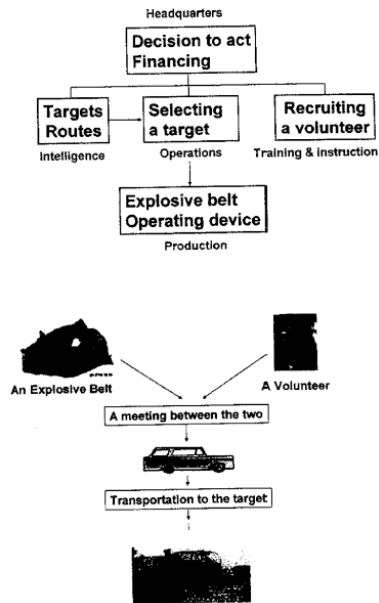 Headquarters
Decision to act
Financing
Targets
Routes
Selecting
a target
Recruiting
a volunteer
Intelligence
Operations
Training & instruction
Explosive belt
Operating device
Production
An Explosive Belt
A Volunteer
A meeting between the two
Transportation to the target